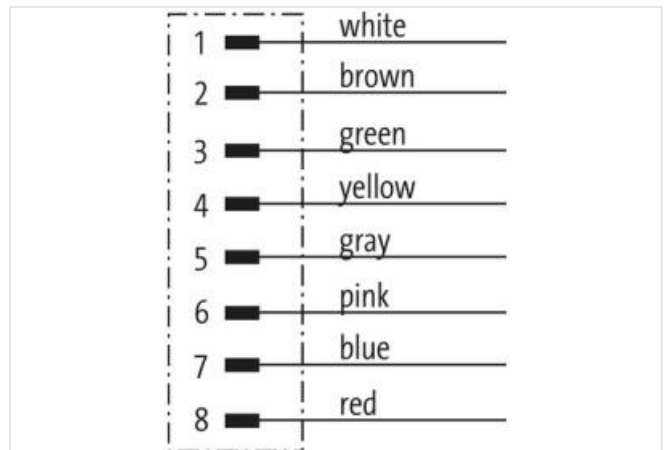 1 white
2 brown
3 green
4 yellow
5 gray
6 pink
7 blue
8 red